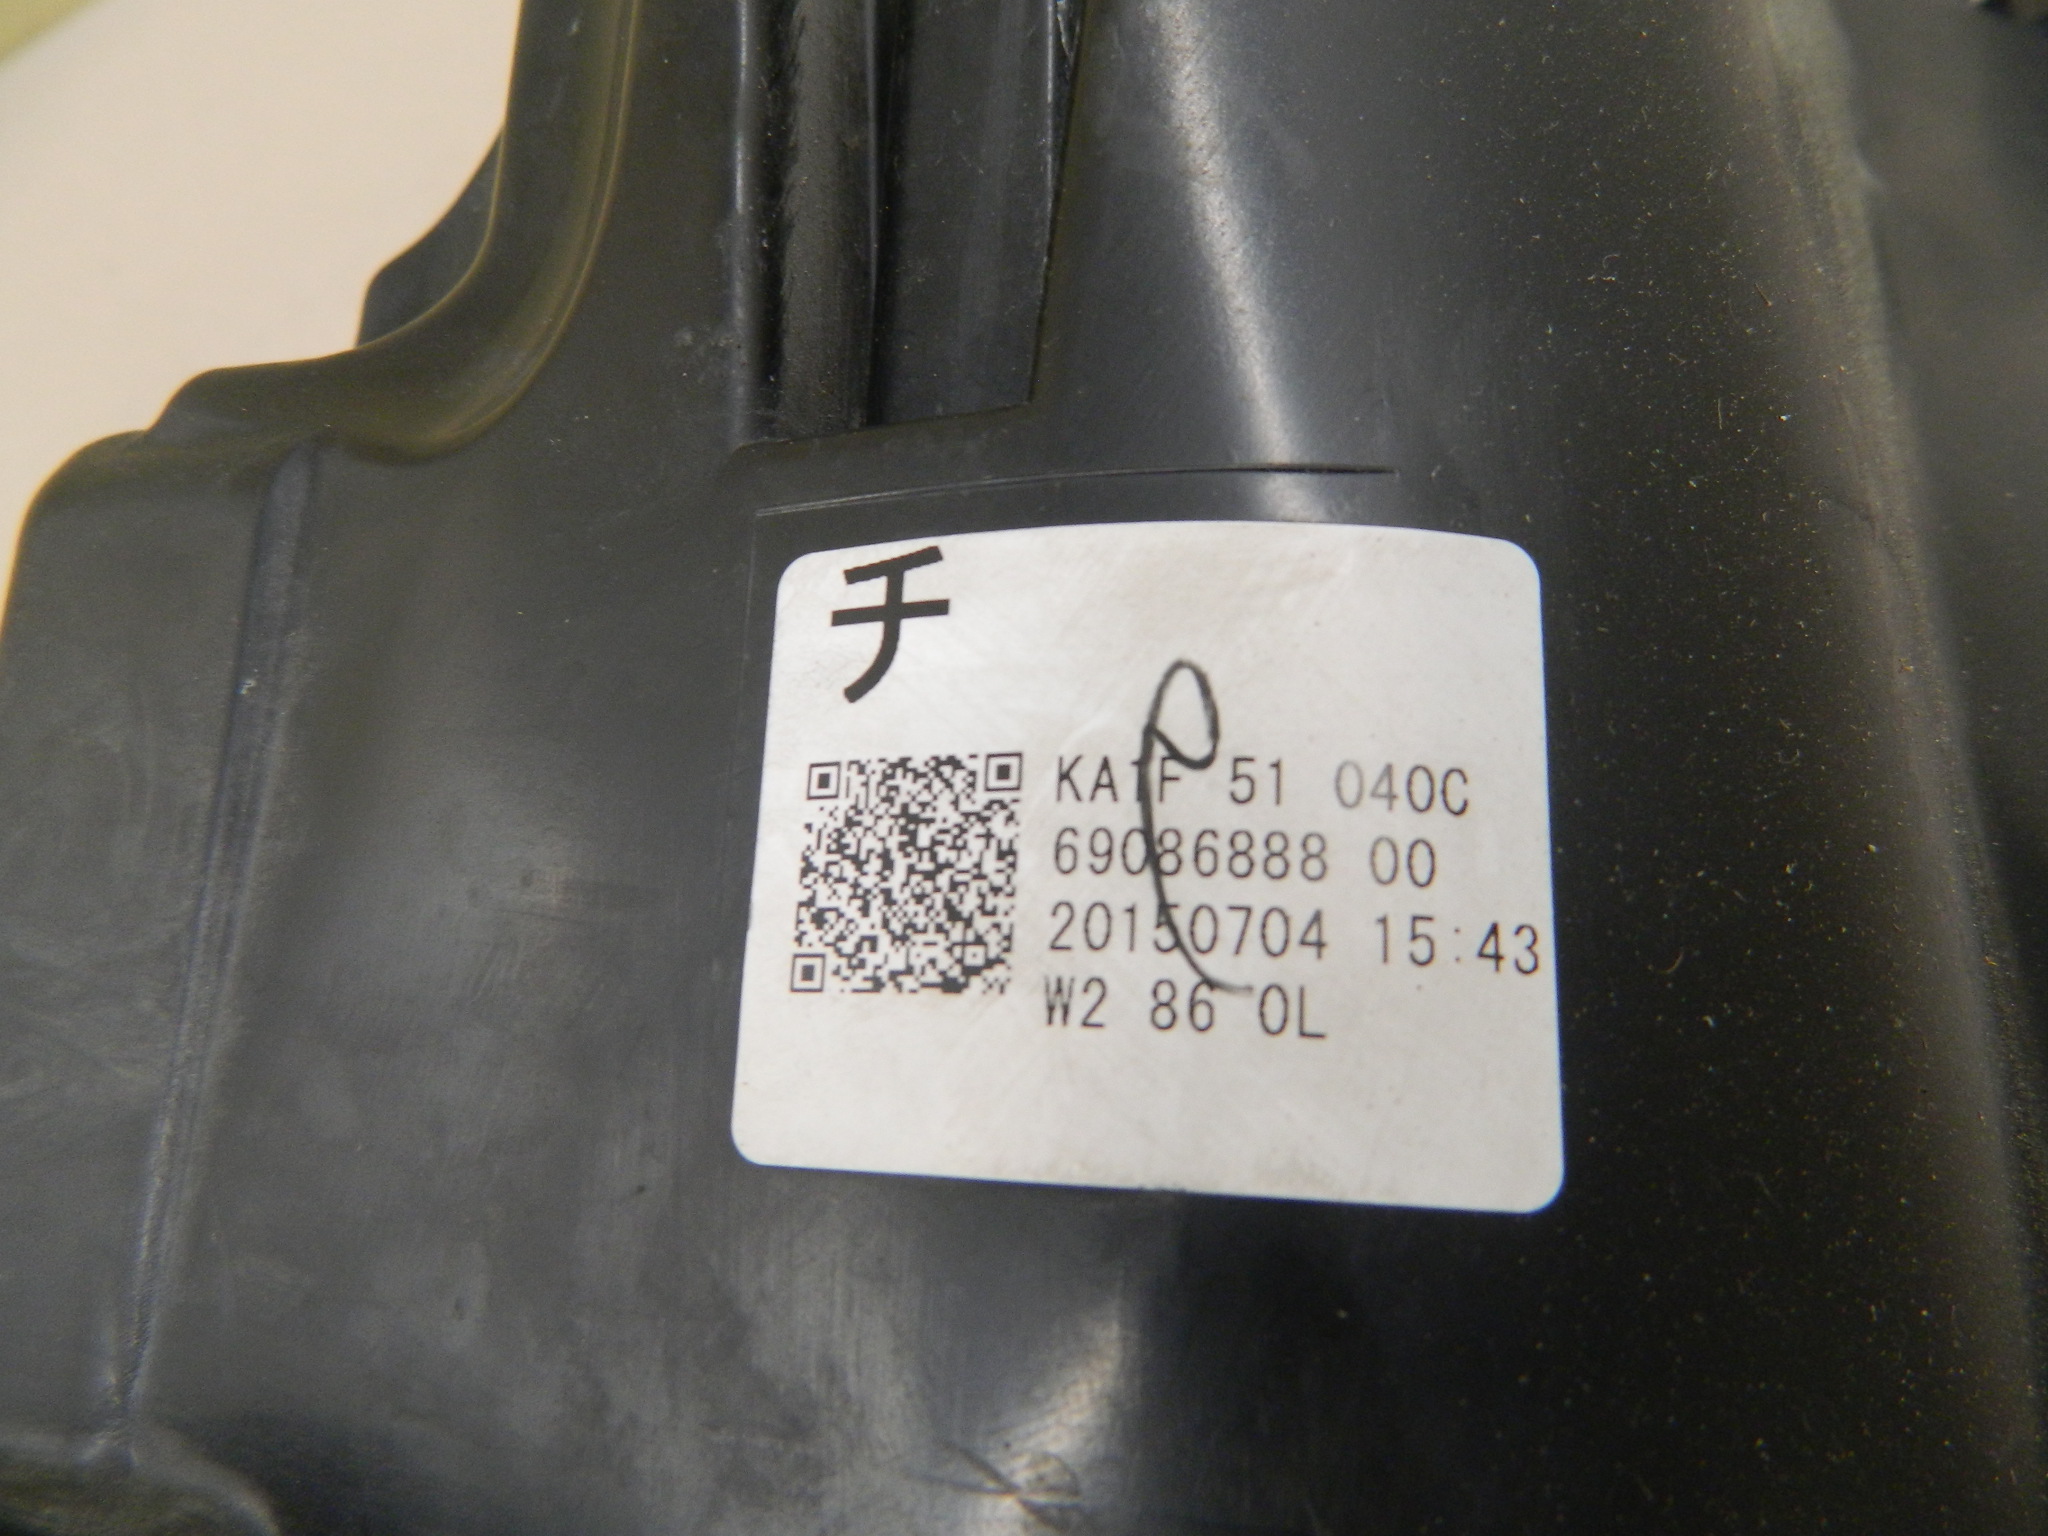 チ
KA1F 51 040C
69086888 00
20150704 15:43
W2 86 0L